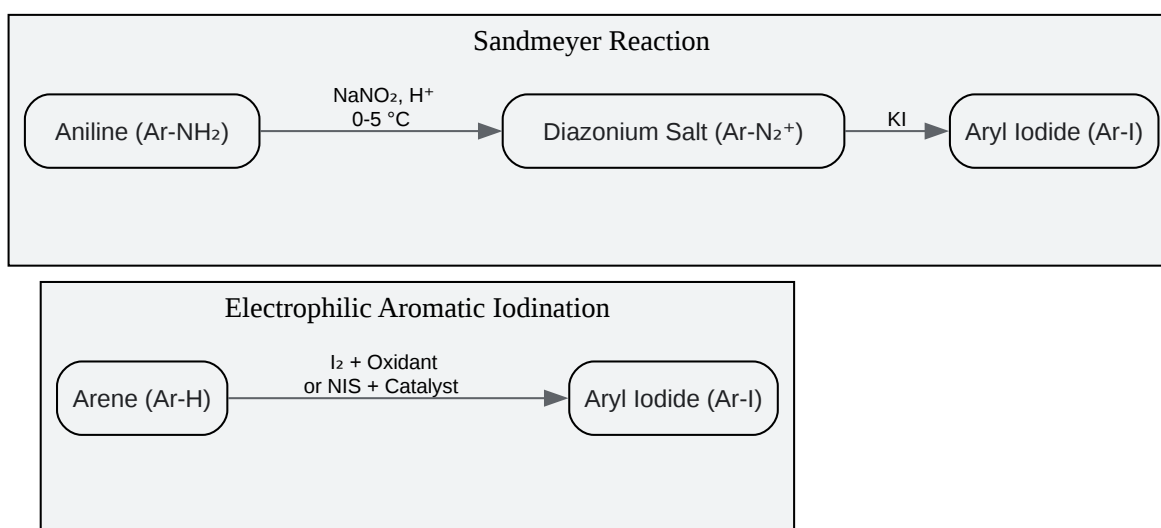 Sandmeyer Reaction
Aniline (Ar-NH₂)
NaNO₂, H⁺
0-5 °C
Diazonium Salt (Ar-N₂⁺)
KI
Aryl Iodide (Ar-I)
Electrophilic Aromatic Iodination
Arene (Ar-H)
I₂ + Oxidant
or NIS + Catalyst
Aryl Iodide (Ar-I)